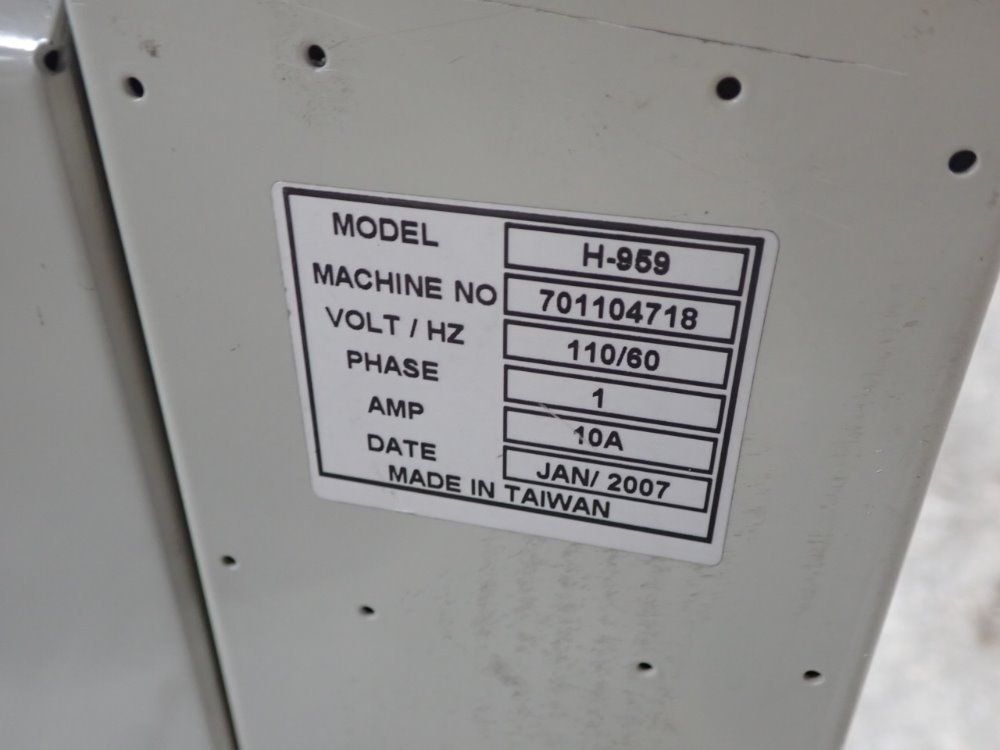 MODEL H-959
MACHINE NO 701104718
VOLT / HZ 110/60
PHASE 1
AMP 10A
DATE JAN/ 2007
MADE IN TAIWAN